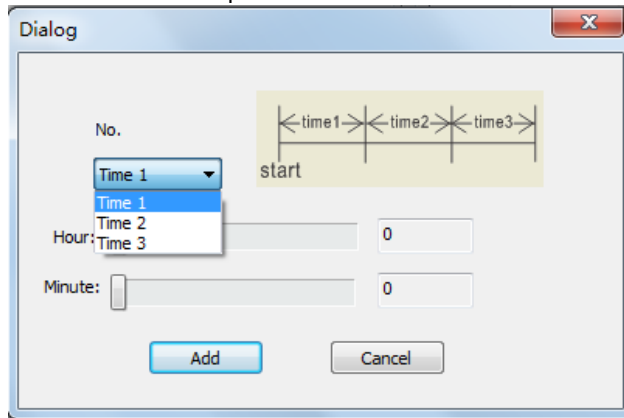 Dialog
No.
time1 time2 time3
start
Time 1
Time 1
Time 2
Time 3
Hour: 0
Minute: 0
Add Cancel